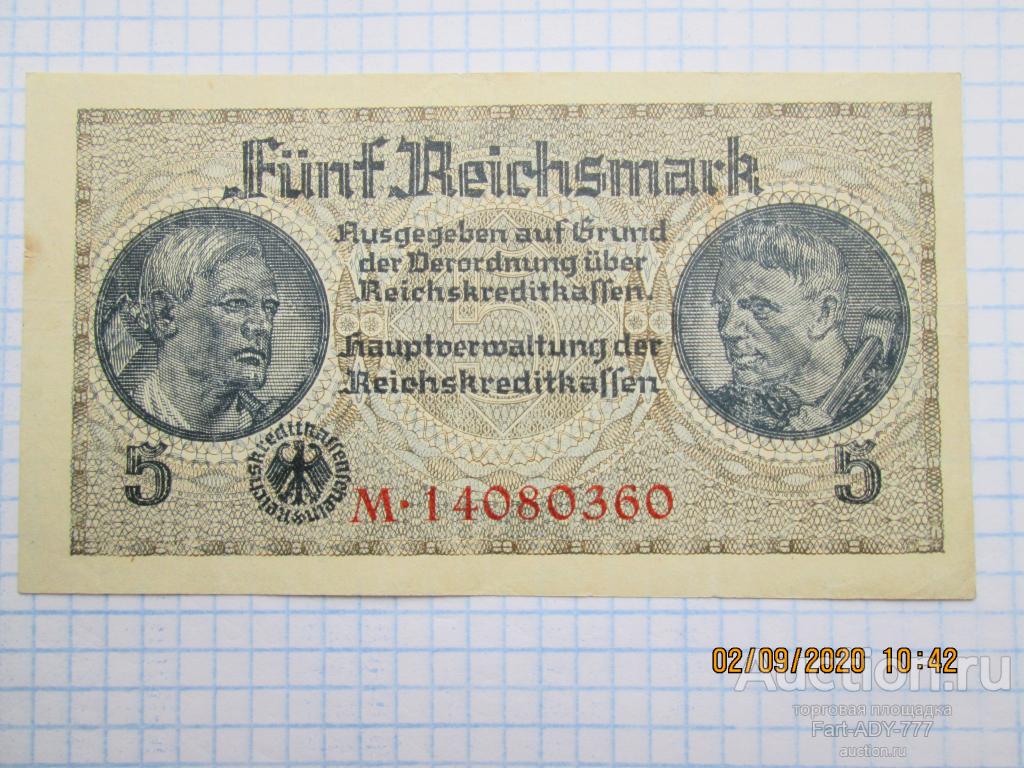 Fünf Reichsmark
Ausgegeben auf Grund
der Verordnung über
Reichskreditkassen.
Hauptverwaltung der
Reichskreditkassen
5
5
Reichskreditkassenschein
M·14080360
02/09/2020 10:42
Auction.ru
торговая площадка
Fart-ADY-777
auction.ru